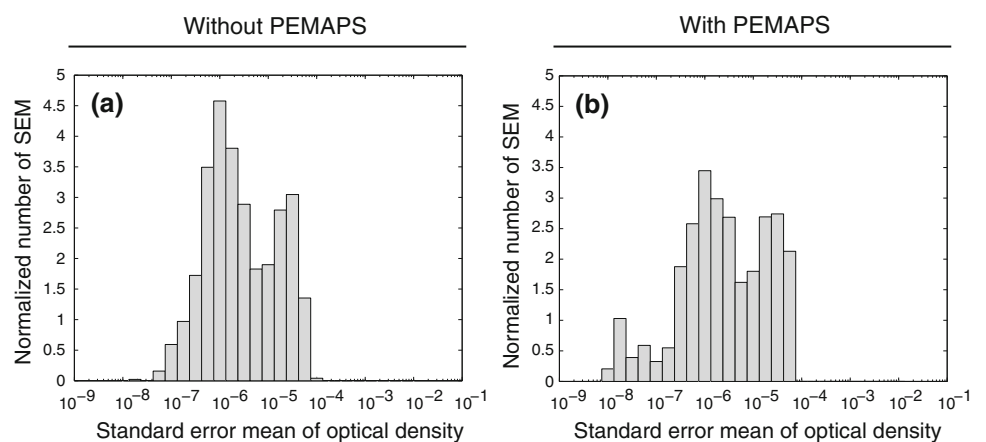 Without PEMAPS
With PEMAPS
(a)
Normalized number of SEM
5
4.5
4
3.5
3
2.5
2
1.5
1
0.5
0
10⁻⁹ 10⁻⁸ 10⁻⁷ 10⁻⁶ 10⁻⁵ 10⁻⁴ 10⁻³ 10⁻² 10⁻¹
Standard error mean of optical density
(b)
Normalized number of SEM
5
4.5
4
3.5
3
2.5
2
1.5
1
0.5
0
10⁻⁹ 10⁻⁸ 10⁻⁷ 10⁻⁶ 10⁻⁵ 10⁻⁴ 10⁻³ 10⁻² 10⁻¹
Standard error mean of optical density